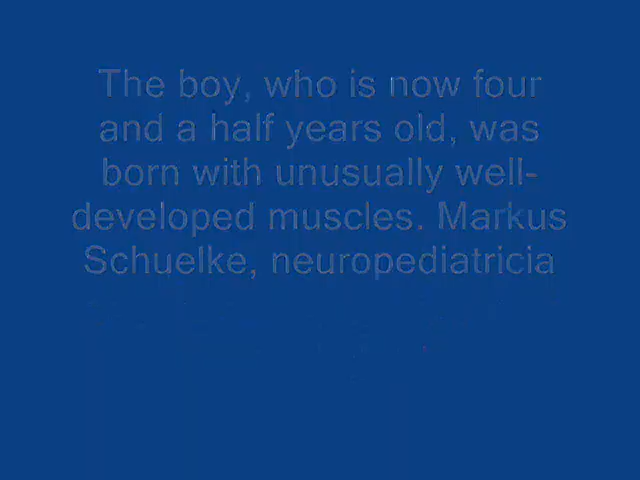 The boy, who is now four
and a half years old, was
born with unusually well-
developed muscles. Markus
Schuelke, neuropediatricia